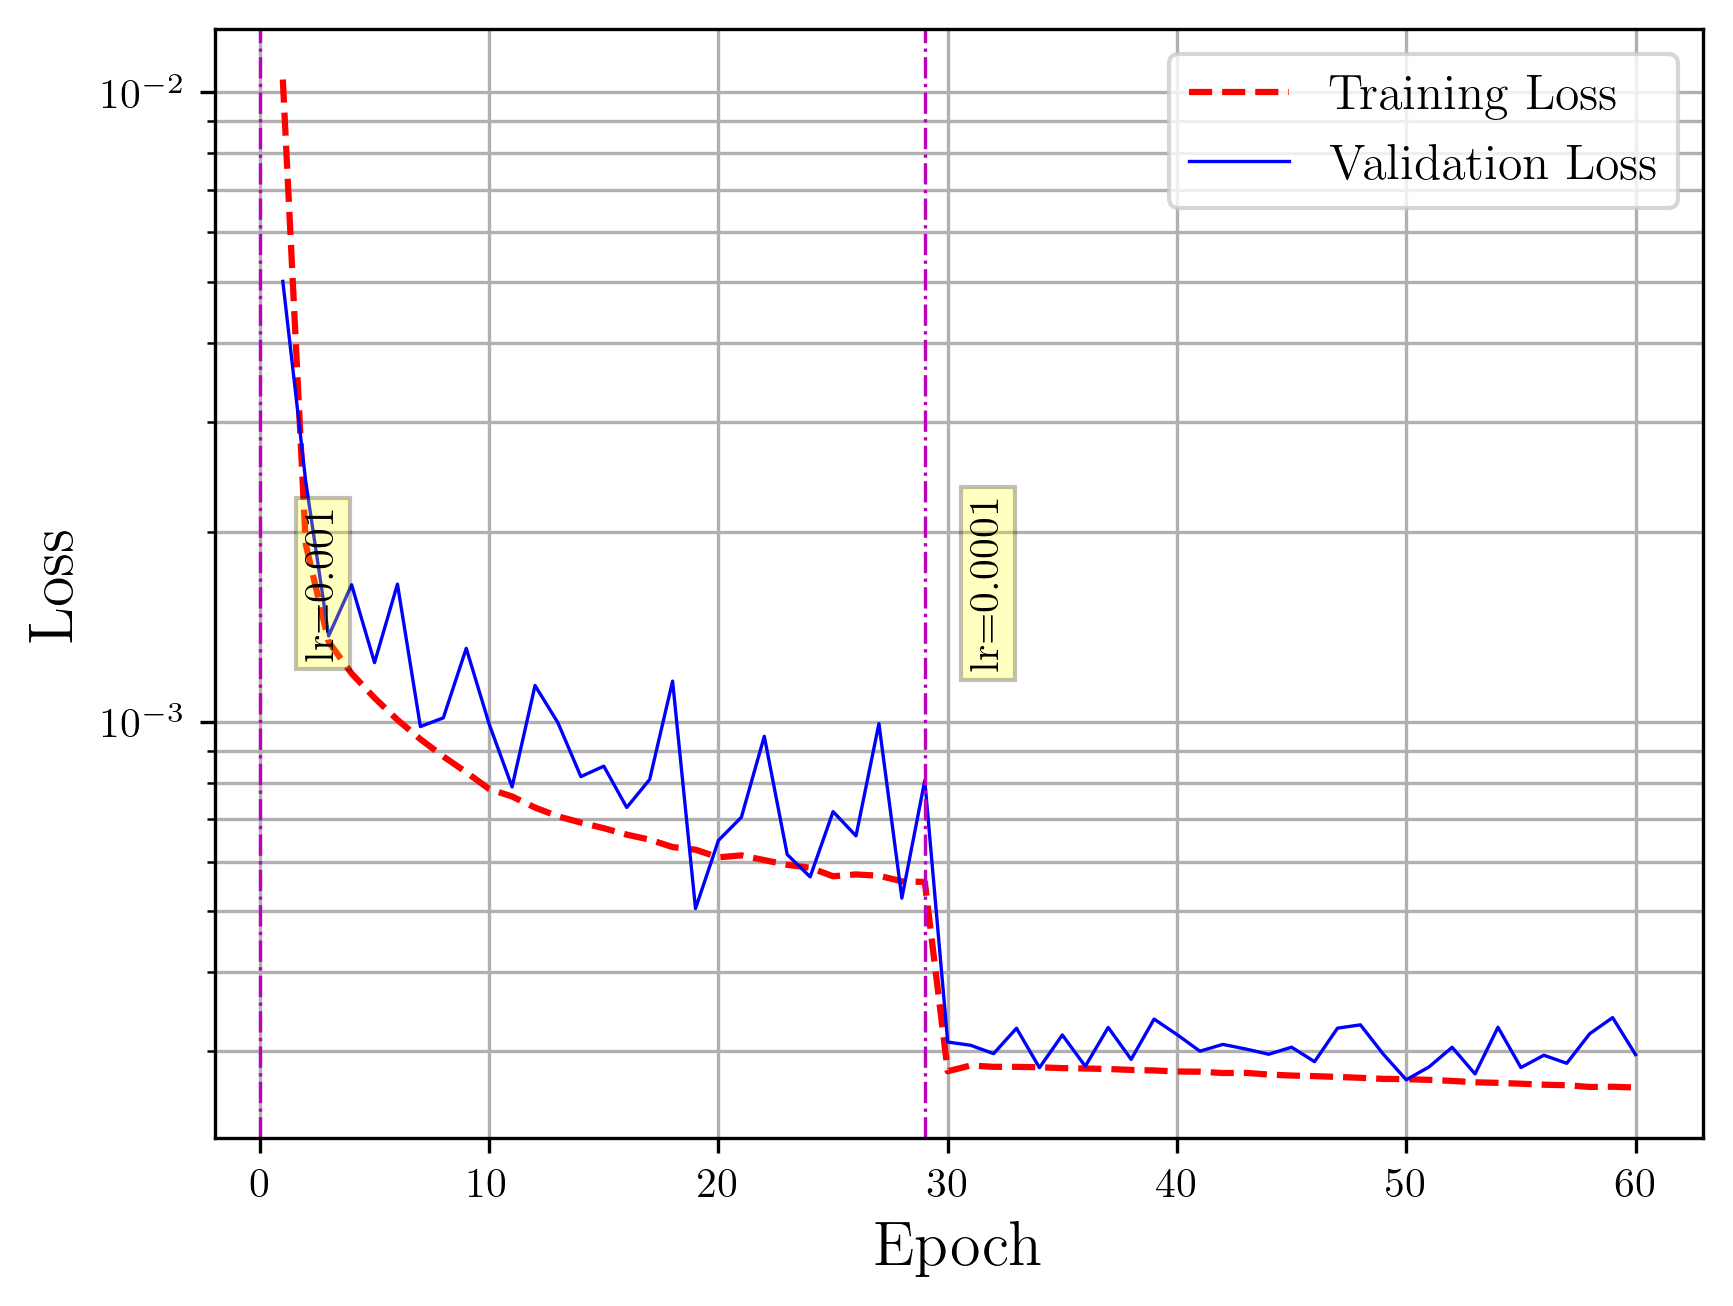 Training Loss
Validation Loss
10⁻²
10⁻³
Loss
lr=0.001
lr=0.0001
0 10 20 30 40 50 60
Epoch